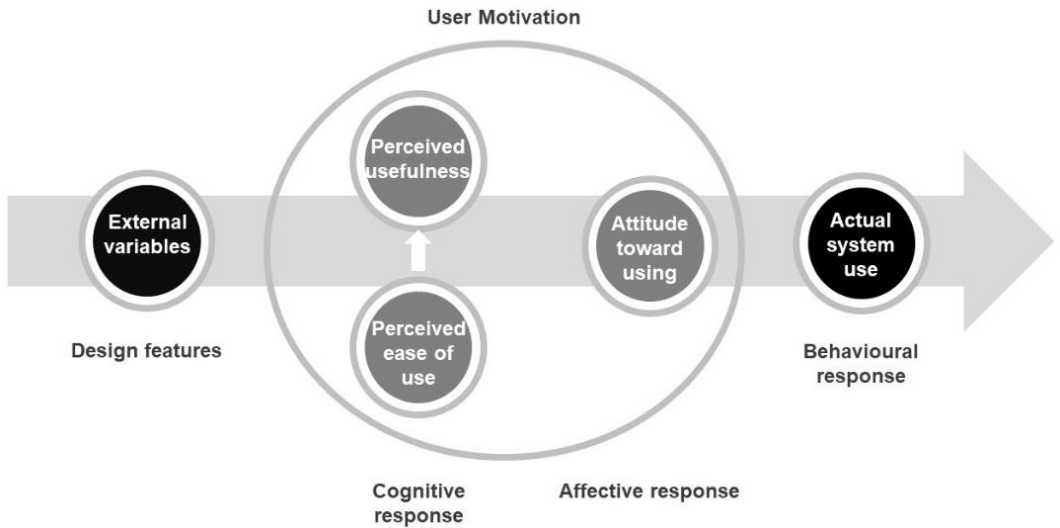 User Motivation
Perceived
usefulness
External
variables
Attitude
toward
using
Actual
system
use
Perceived
ease of
use
Design features
Behavioural
response
Cognitive
response
Affective response